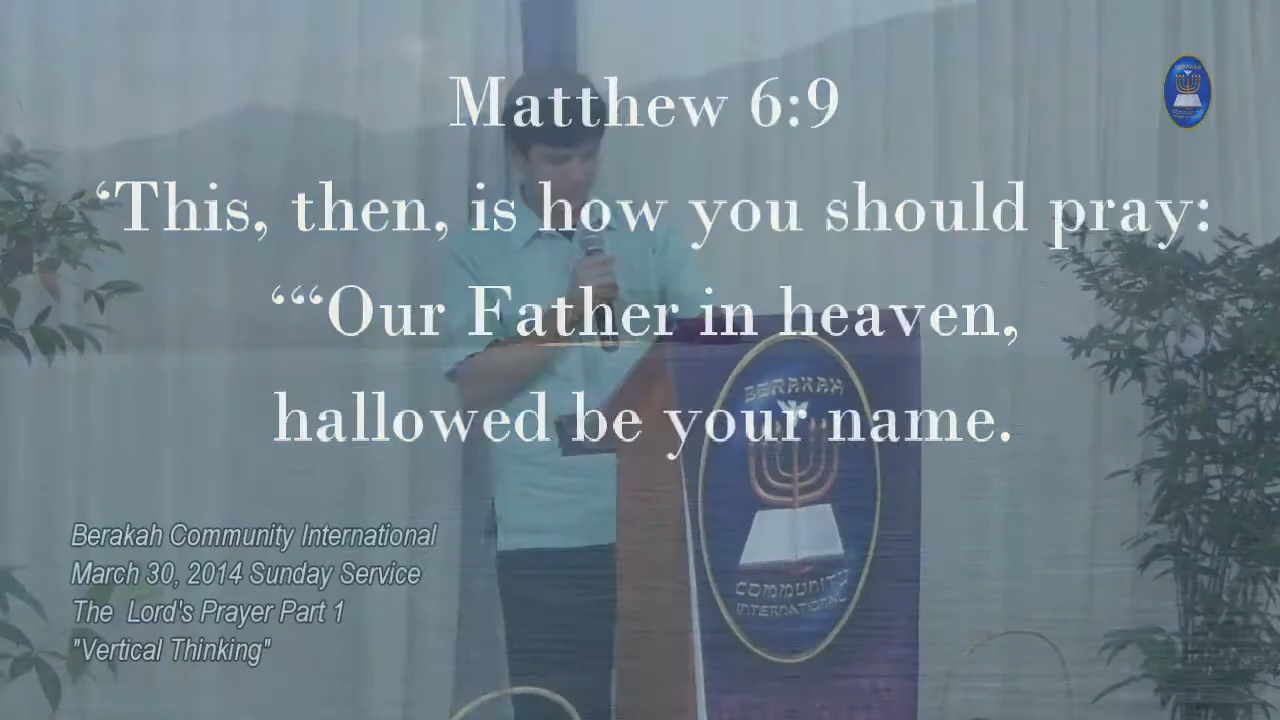 Matthew 6:9
‘This, then, is how you should pray:
“‘Our Father in heaven,
hallowed be your name.
BERAKAH
COMMUNITY
INTERNATIONAL
Berakah Community International
March 30, 2014 Sunday Service
The Lord's Prayer Part 1
"Vertical Thinking"